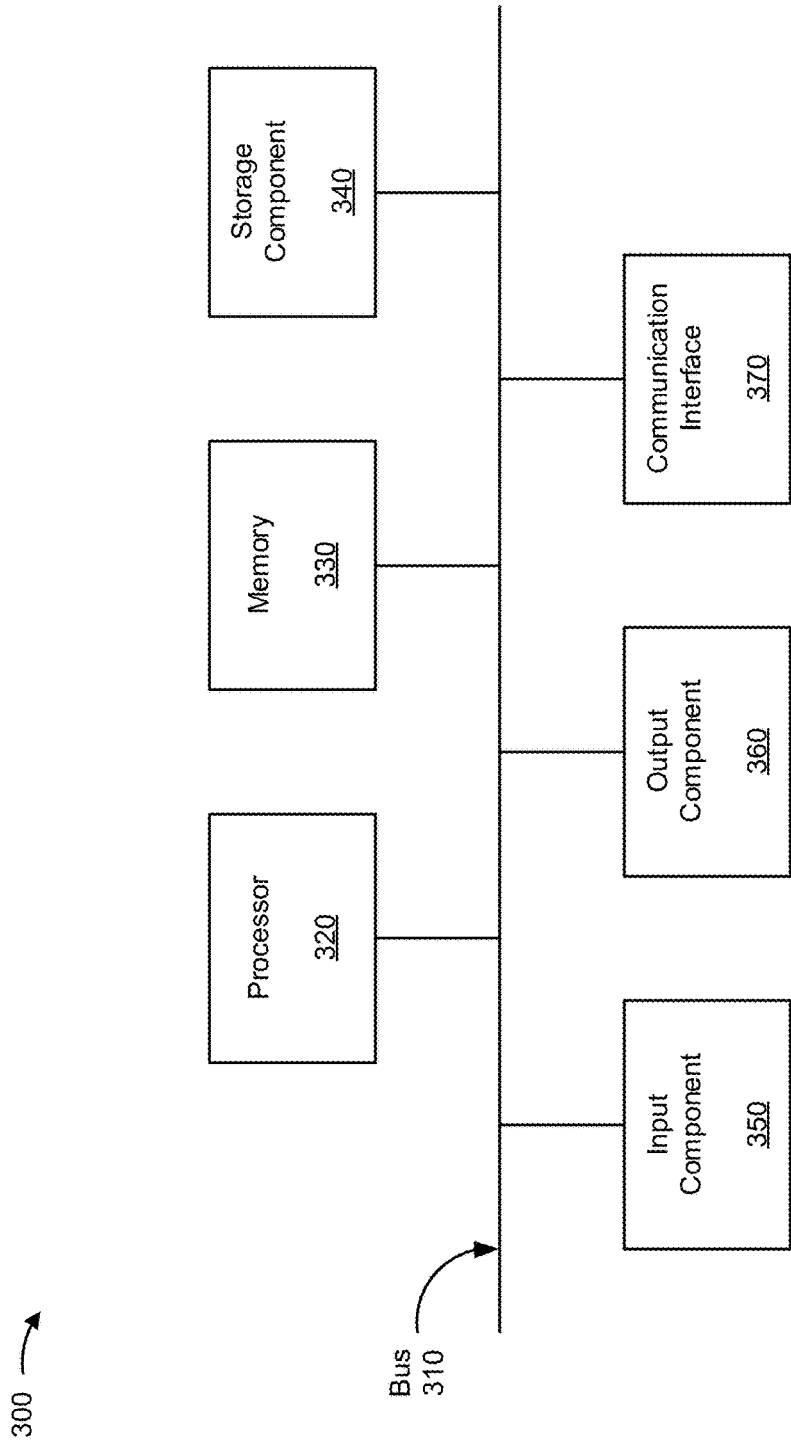 300
Processor
320
Memory
330
Storage
Component
340
Bus
310
Input
Component
350
Output
Component
360
Communication
Interface
370